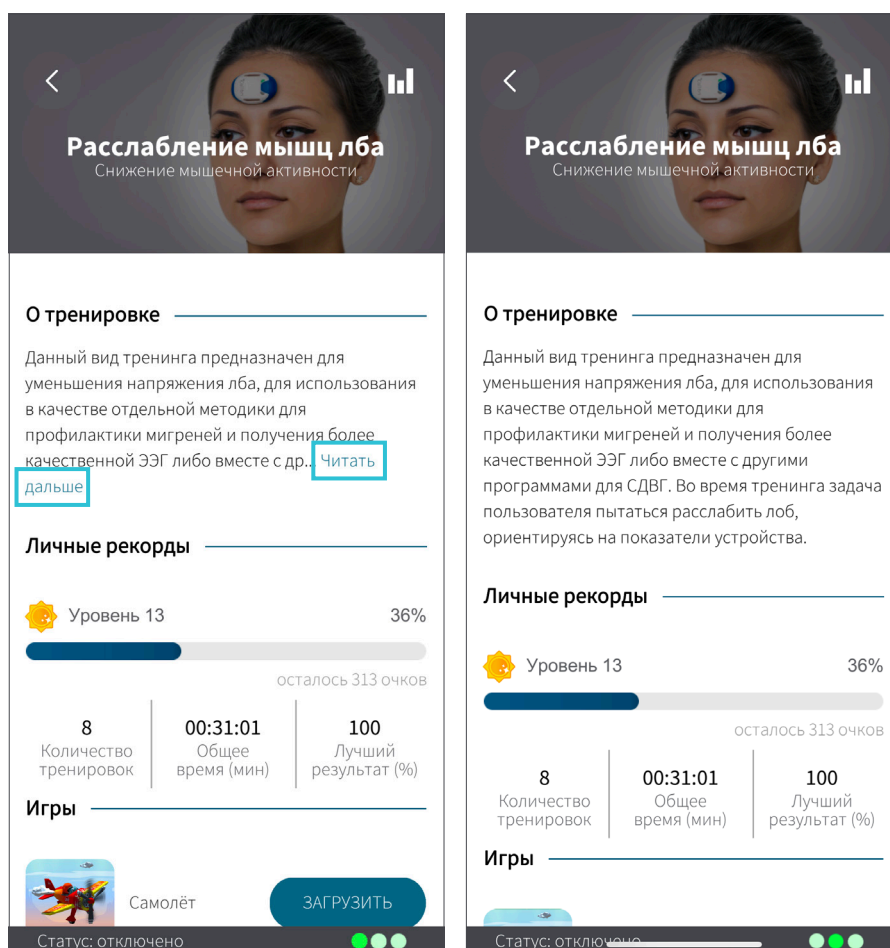 Расслабление мышц лба
Снижение мышечной активности
О тренировке
Данный вид тренинга предназначен для
уменьшения напряжения лба, для использования
в качестве отдельной методики для
профилактики мигреней и получения более
качественной ЭЭГ либо вместе с др... Читать
дальше
Личные рекорды
Уровень 13 36%
осталось 313 очков
8 00:31:01 100
Количество Общее Лучший
тренировок время (мин) результат (%)
Игры
Самолёт ЗАГРУЗИТЬ
Статус: отключено
Расслабление мышц лба
Снижение мышечной активности
О тренировке
Данный вид тренинга предназначен для
уменьшения напряжения лба, для использования
в качестве отдельной методики для
профилактики мигреней и получения более
качественной ЭЭГ либо вместе с другими
программами для СДВГ. Во время тренинга задача
пользователя пытаться расслабить лоб,
ориентируясь на показатели устройства.
Личные рекорды
Уровень 13 36%
осталось 313 очков
8 00:31:01 100
Количество Общее Лучший
тренировок время (мин) результат (%)
Игры
Статус: отключено